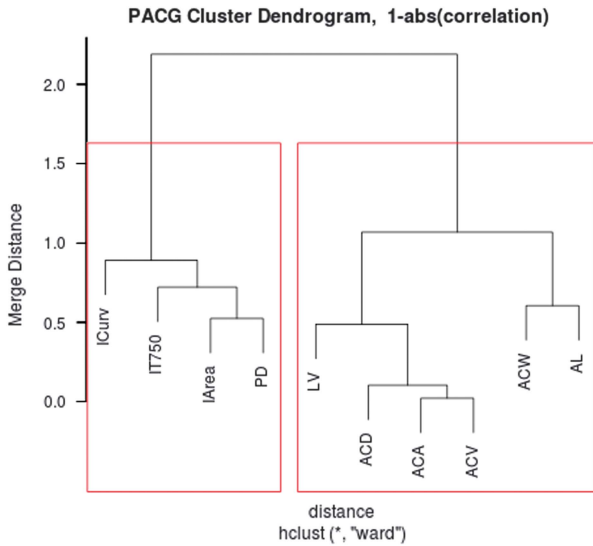 PACG Cluster Dendrogram, 1-abs(correlation)
Merge Distance
2.0
1.5
1.0
0.5
0.0
ICurv
IT750
IArea
PD
LV
ACD
ACA
ACV
ACW
AL
distance
hclust (*, "ward")